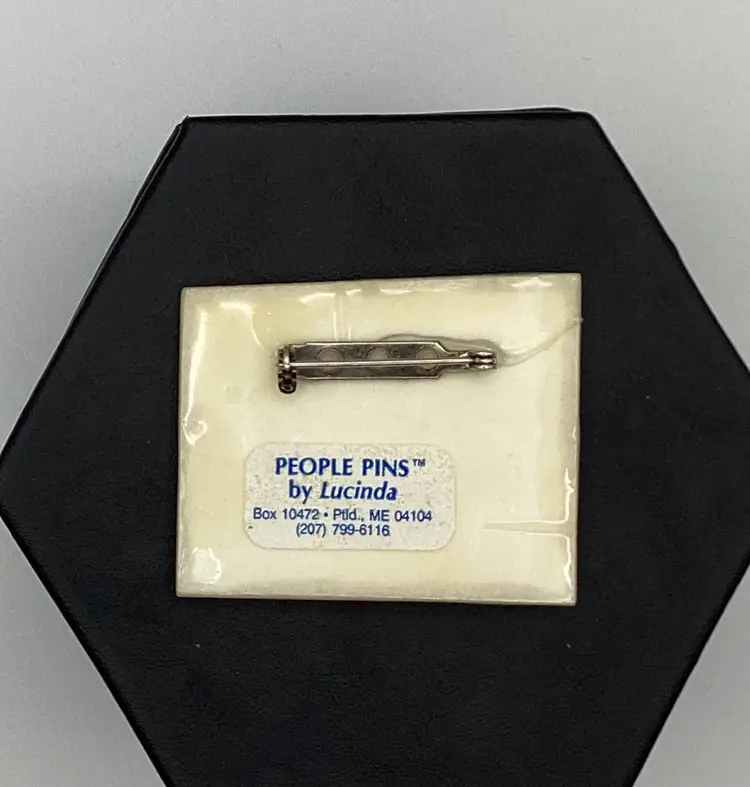 PEOPLE PINS™
by Lucinda
Box 10472 • Ptld., ME 04104
(207) 799-6116